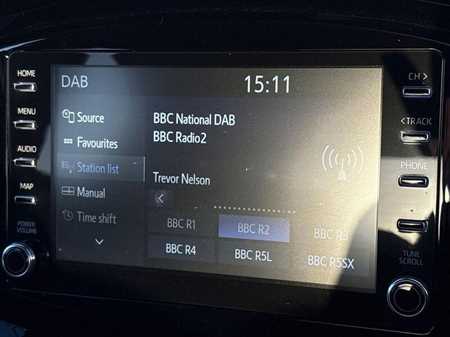 HOME
MENU
AUDIO
MAP
POWER
VOLUME
DAB
15:11
Source
Favourites
Station list
Manual
Time shift
BBC National DAB
BBC Radio2
Trevor Nelson
BBC R1
BBC R2
BBC R3
BBC R4
BBC R5L
BBC R5SX
CH >
< TRACK
PHONE
TUNE
SCROLL